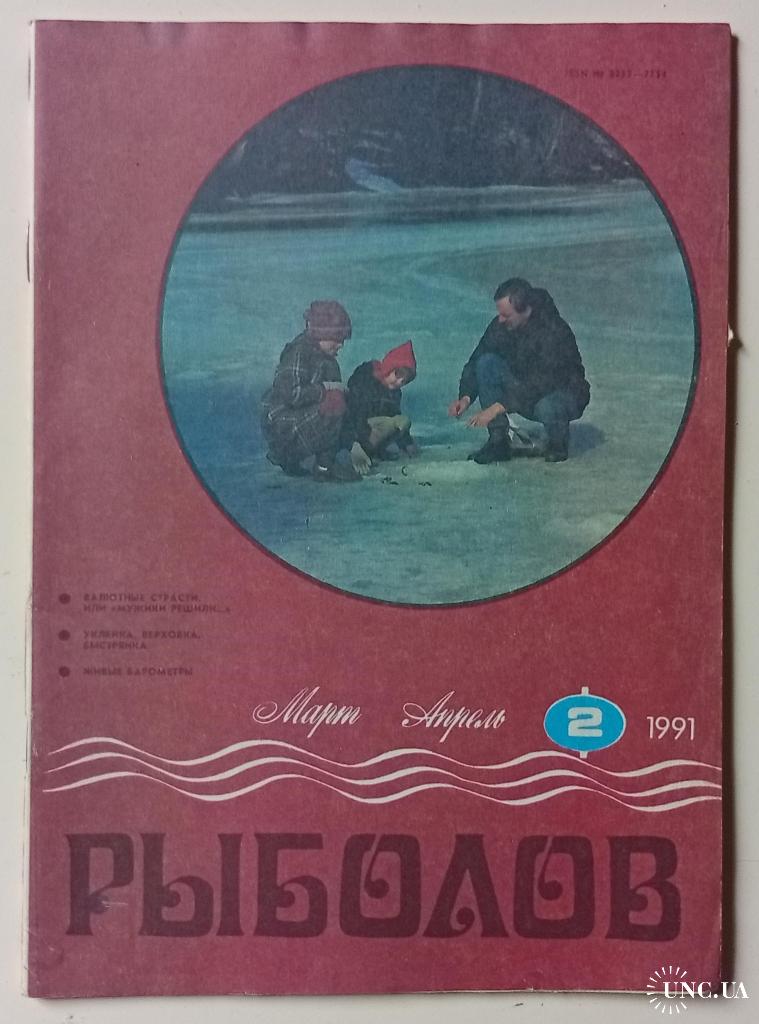 ВАЛЮТНЫЕ СТРАСТИ,
ИЛИ «МУЖИКИ РЕШИЛИ...»
УКЛЕЙКА, ВЕРХОВКА,
БЫСТРЯНКА
ЖИВЫЕ БАРОМЕТРЫ
Март Апрель 2 1991
РЫБОЛОВ
UNC.UA